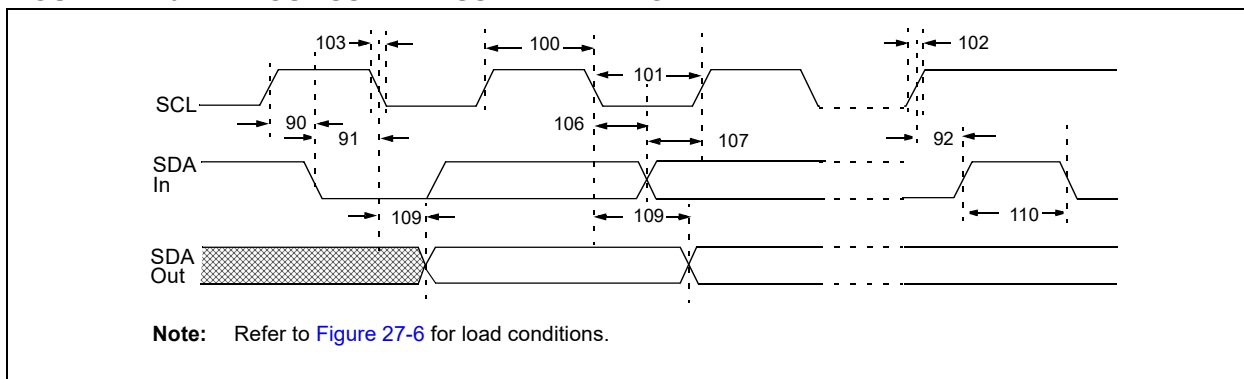 103
100
102
101
SCL
90
106
91
107
92
SDA
In
109
109
110
SDA
Out
Note: Refer to Figure 27-6 for load conditions.